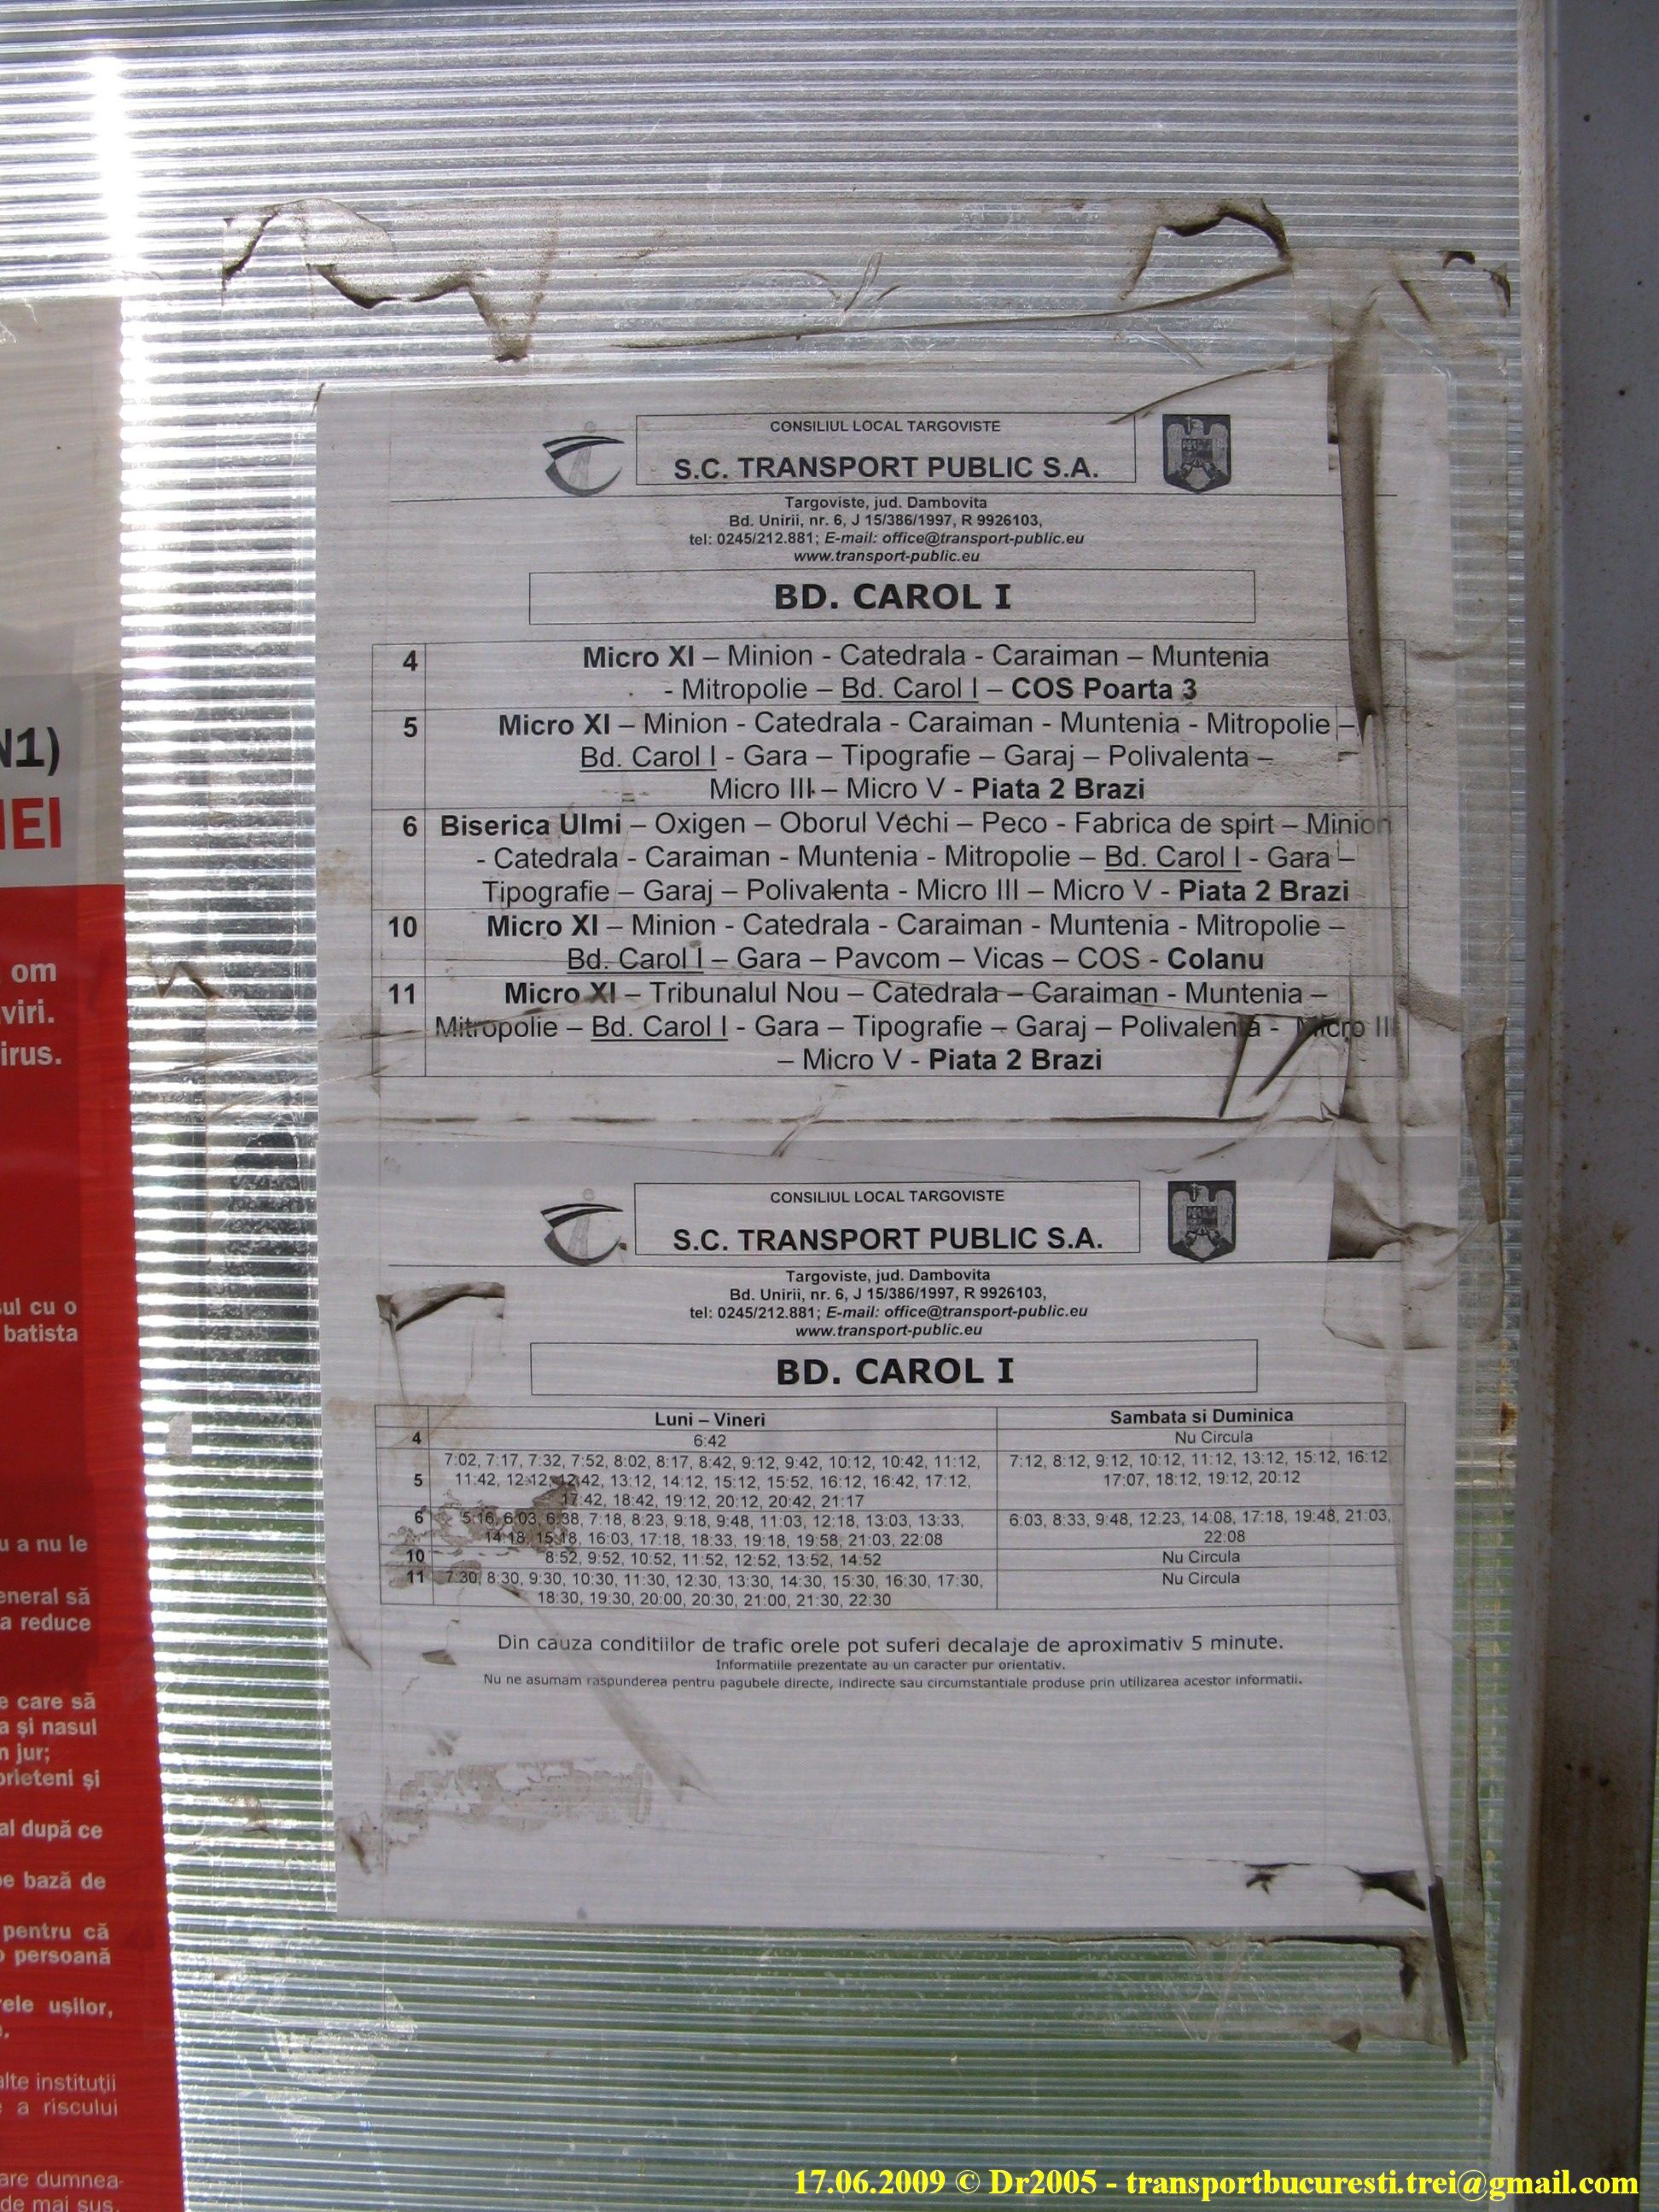 N1)
IEI
om
viri.
irus.
sul cu o
batista
u a nu le
eneral să
a reduce
e care să
a și nasul
n jur;
prieteni și
al după ce
pe bază de
pentru că
o persoană
rele ușilor,
alte instituții
e a riscului
are dumnea-
de mai sus.
CONSILIUL LOCAL TARGOVISTE
S.C. TRANSPORT PUBLIC S.A.
Targoviste, jud. Dambovita
Bd. Unirii, nr. 6, J 15/386/1997, R 9926103,
tel: 0245/212.881; E-mail: office@transport-public.eu
www.transport-public.eu
BD. CAROL I
4 Micro XI – Minion - Catedrala - Caraiman – Muntenia
- Mitropolie – Bd. Carol I – COS Poarta 3
5 Micro XI – Minion - Catedrala - Caraiman - Muntenia - Mitropolie –
Bd. Carol I - Gara – Tipografie – Garaj – Polivalenta –
Micro III – Micro V - Piata 2 Brazi
6 Biserica Ulmi – Oxigen – Oborul Vechi – Peco - Fabrica de spirt – Minion
- Catedrala - Caraiman - Muntenia - Mitropolie – Bd. Carol I - Gara –
Tipografie – Garaj – Polivalenta - Micro III – Micro V - Piata 2 Brazi
10 Micro XI – Minion - Catedrala - Caraiman - Muntenia - Mitropolie –
Bd. Carol I – Gara – Pavcom – Vicas – COS - Colanu
11 Micro XI – Tribunalul Nou – Catedrala – Caraiman - Muntenia –
Mitropolie – Bd. Carol I - Gara – Tipografie – Garaj – Polivalenta - Micro III
– Micro V - Piata 2 Brazi
CONSILIUL LOCAL TARGOVISTE
S.C. TRANSPORT PUBLIC S.A.
Targoviste, jud. Dambovita
Bd. Unirii, nr. 6, J 15/386/1997, R 9926103,
tel: 0245/212.881; E-mail: office@transport-public.eu
www.transport-public.eu
BD. CAROL I
Luni – Vineri Sambata si Duminica
4 6:42 Nu Circula
7:02, 7:17, 7:32, 7:52, 8:02, 8:17, 8:42, 9:12, 9:42, 10:12, 10:42, 11:12, 7:12, 8:12, 9:12, 10:12, 11:12, 13:12, 15:12, 16:12
5 11:42, 12:12, 12:42, 13:12, 14:12, 15:12, 15:52, 16:12, 16:42, 17:12, 17:07, 18:12, 19:12, 20:12
17:42, 18:42, 19:12, 20:12, 20:42, 21:17
6 5:16, 6:03, 6:38, 7:18, 8:23, 9:18, 9:48, 11:03, 12:18, 13:03, 13:33, 6:03, 8:33, 9:48, 12:23, 14:08, 17:18, 19:48, 21:03,
14:18, 15:18, 16:03, 17:18, 18:33, 19:18, 19:58, 21:03, 22:08 22:08
10 8:52, 9:52, 10:52, 11:52, 12:52, 13:52, 14:52 Nu Circula
11 7:30, 8:30, 9:30, 10:30, 11:30, 12:30, 13:30, 14:30, 15:30, 16:30, 17:30, Nu Circula
18:30, 19:30, 20:00, 20:30, 21:00, 21:30, 22:30
Din cauza conditiilor de trafic orele pot suferi decalaje de aproximativ 5 minute.
Informatiile prezentate au un caracter pur orientativ.
Nu ne asumam raspunderea pentru pagubele directe, indirecte sau circumstantiale produse prin utilizarea acestor informatii.
17.06.2009 © Dr2005 - transportbucuresti.trei@gmail.com